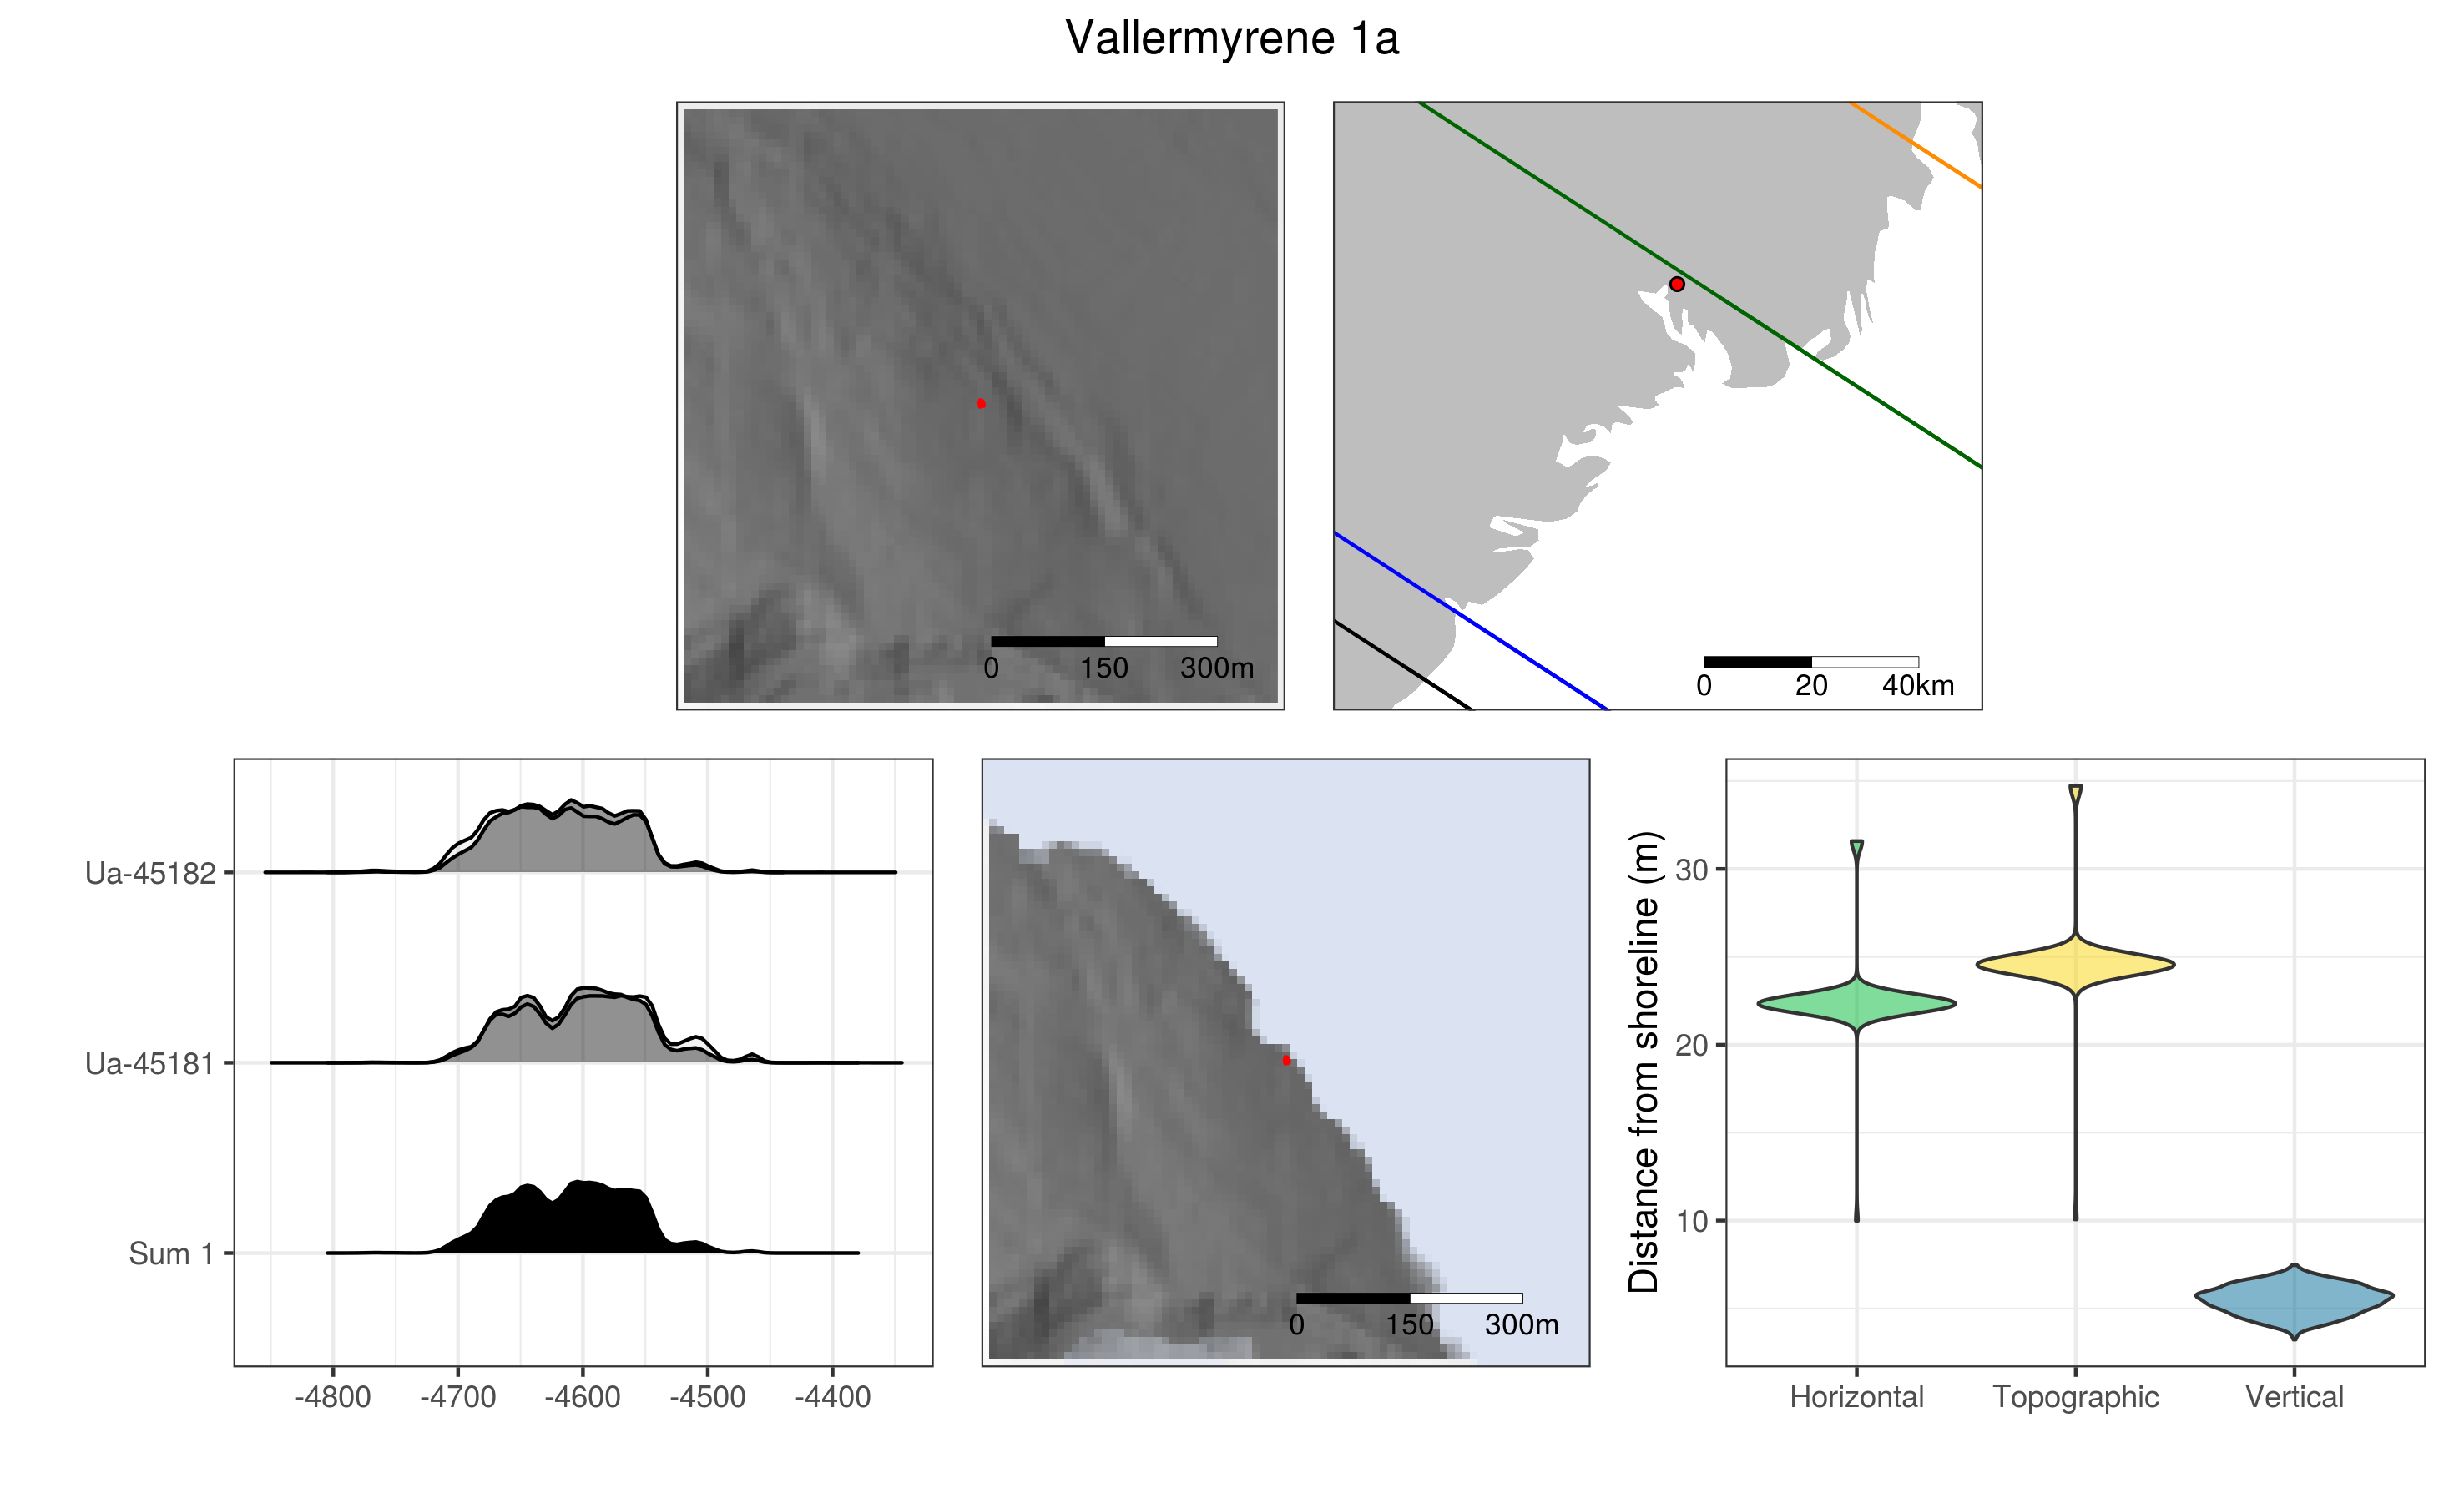 Vallermyrene 1a
0 150 300m
0 20 40km
Ua-45182
Ua-45181
Sum 1
-4800 -4700 -4600 -4500 -4400
0 150 300m
Distance from shoreline (m)
30
20
10
Horizontal Topographic Vertical